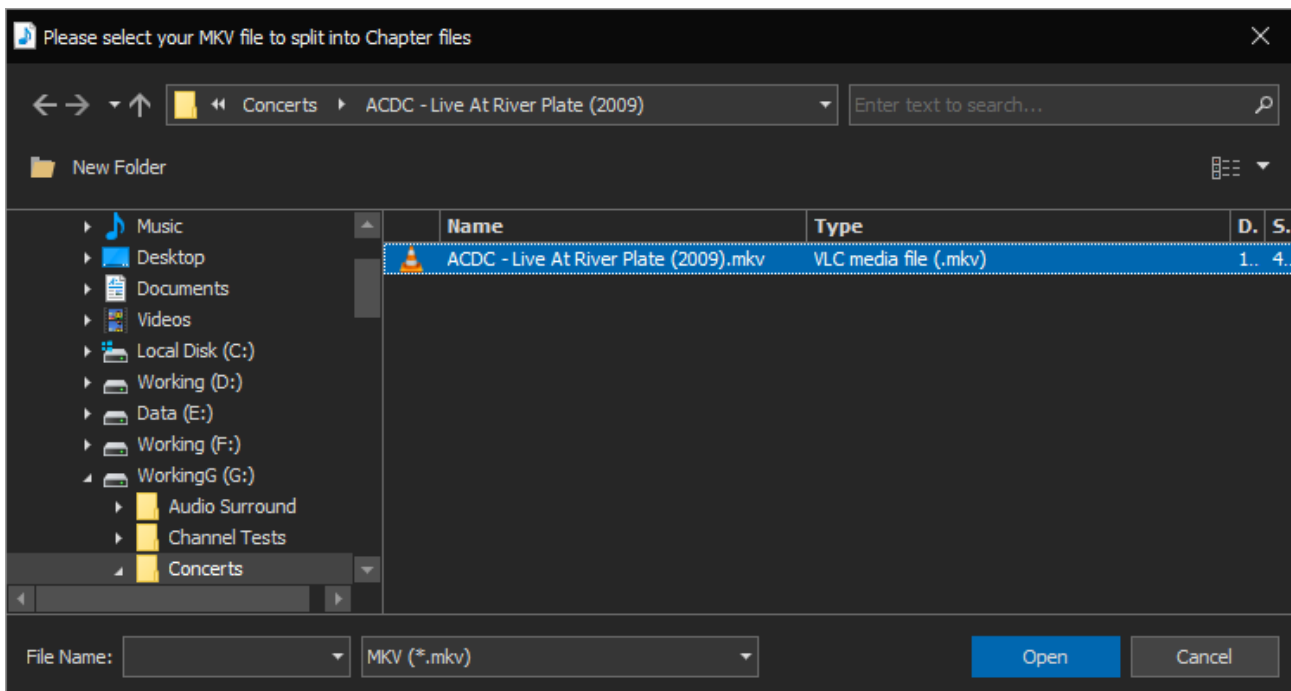 Please select your MKV file to split into Chapter files
Concerts
ACDC - Live At River Plate (2009)
Enter text to search...
New Folder
Name Type D. S.
ACDC - Live At River Plate (2009).mkv VLC media file (.mkv) 1.. 4..
Music
Desktop
Documents
Videos
Local Disk (C:)
Working (D:)
Data (E:)
Working (F:)
WorkingG (G:)
Audio Surround
Channel Tests
Concerts
File Name: MKV (*.mkv) Open Cancel